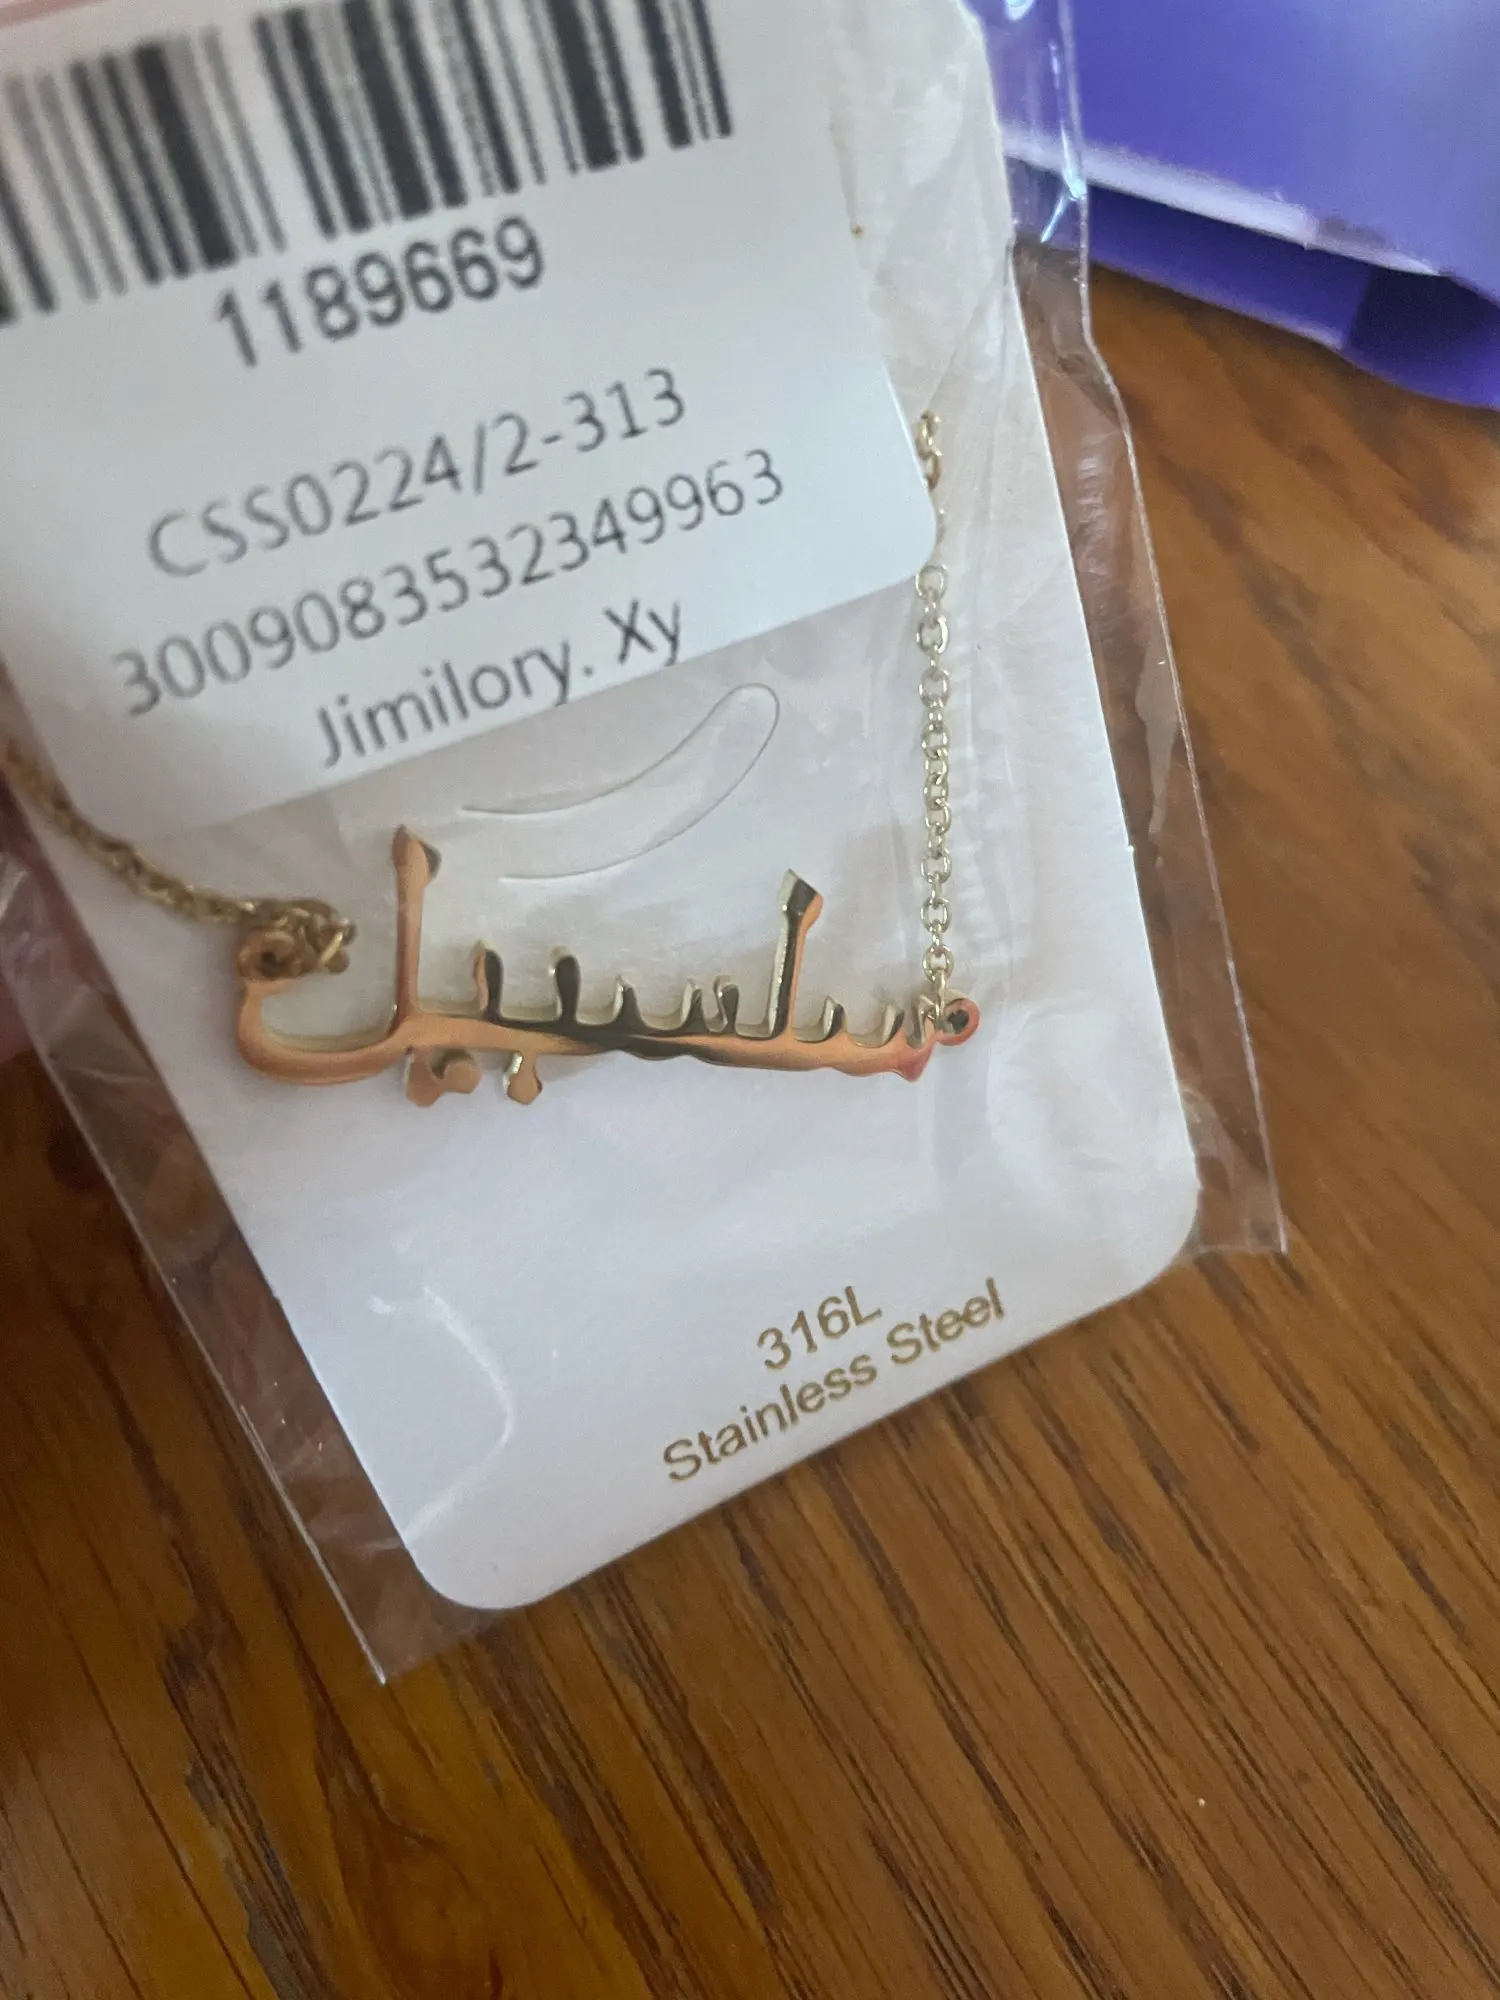 1189669
CSS0224/2-313
3009083532349963
Jimilory. Xy
سلسبيل
316L
Stainless Steel